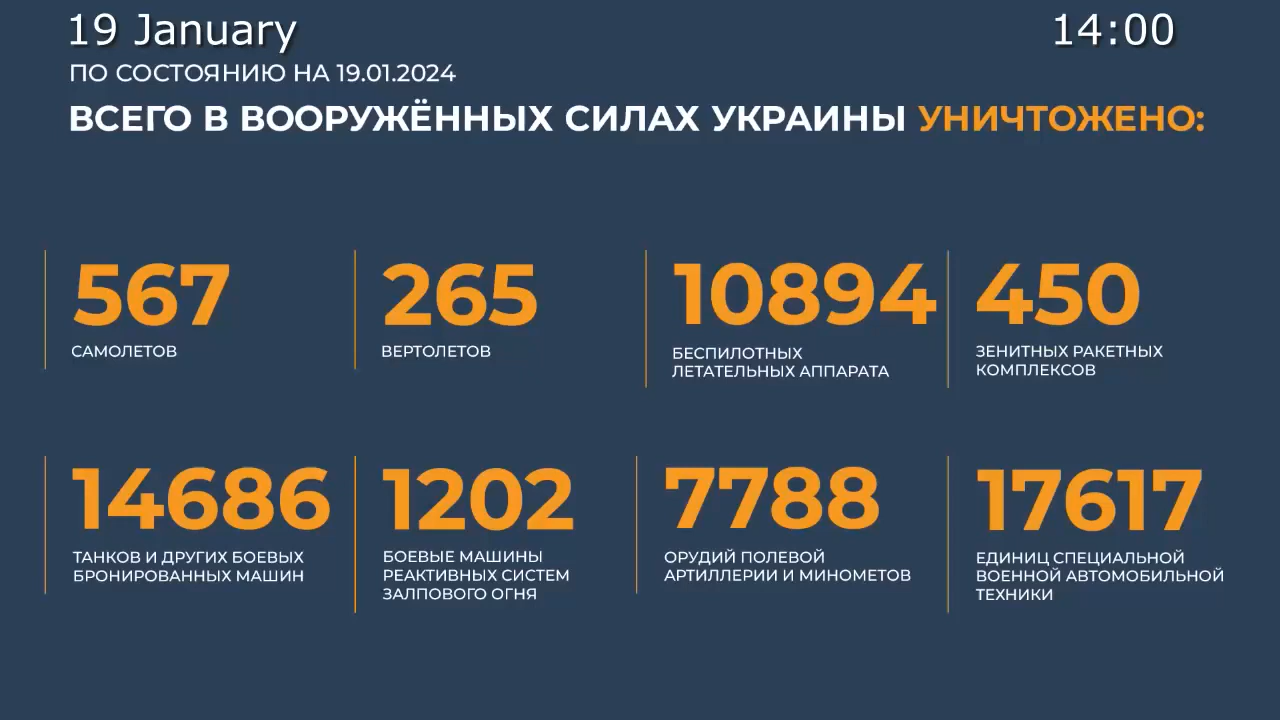 19 January
14:00
ПО СОСТОЯНИЮ НА 19.01.2024
ВСЕГО В ВООРУЖЁННЫХ СИЛАХ УКРАИНЫ УНИЧТОЖЕНО:
567
САМОЛЕТОВ
265
ВЕРТОЛЕТОВ
10894
БЕСПИЛОТНЫХ
ЛЕТАТЕЛЬНЫХ АППАРАТА
450
ЗЕНИТНЫХ РАКЕТНЫХ
КОМПЛЕКСОВ
14686
ТАНКОВ И ДРУГИХ БОЕВЫХ
БРОНИРОВАННЫХ МАШИН
1202
БОЕВЫЕ МАШИНЫ
РЕАКТИВНЫХ СИСТЕМ
ЗАЛПОВОГО ОГНЯ
7788
ОРУДИЙ ПОЛЕВОЙ
АРТИЛЛЕРИИ И МИНОМЕТОВ
17617
ЕДИНИЦ СПЕЦИАЛЬНОЙ
ВОЕННОЙ АВТОМОБИЛЬНОЙ
ТЕХНИКИ